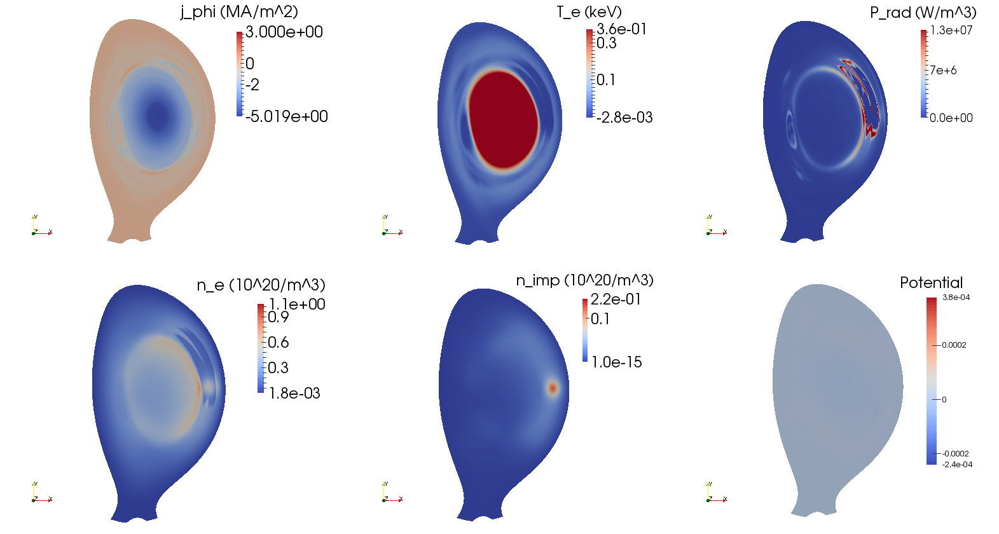 j_phi (MA/m^2)
3.000e+00
0
-2
-5.019e+00
T_e (keV)
3.6e-01
0.3
0.1
-2.8e-03
P_rad (W/m^3)
1.3e+07
7e+6
0.0e+00
Y
Z X
Y
Z X
Y
Z X
n_e (10^20/m^3)
1.1e+00
0.9
0.6
0.3
1.8e-03
n_imp (10^20/m^3)
2.2e-01
0.1
1.0e-15
Potential
3.8e-04
0.0002
0
-0.0002
-2.4e-04
Y
Z X
Y
Z X
Y
Z X